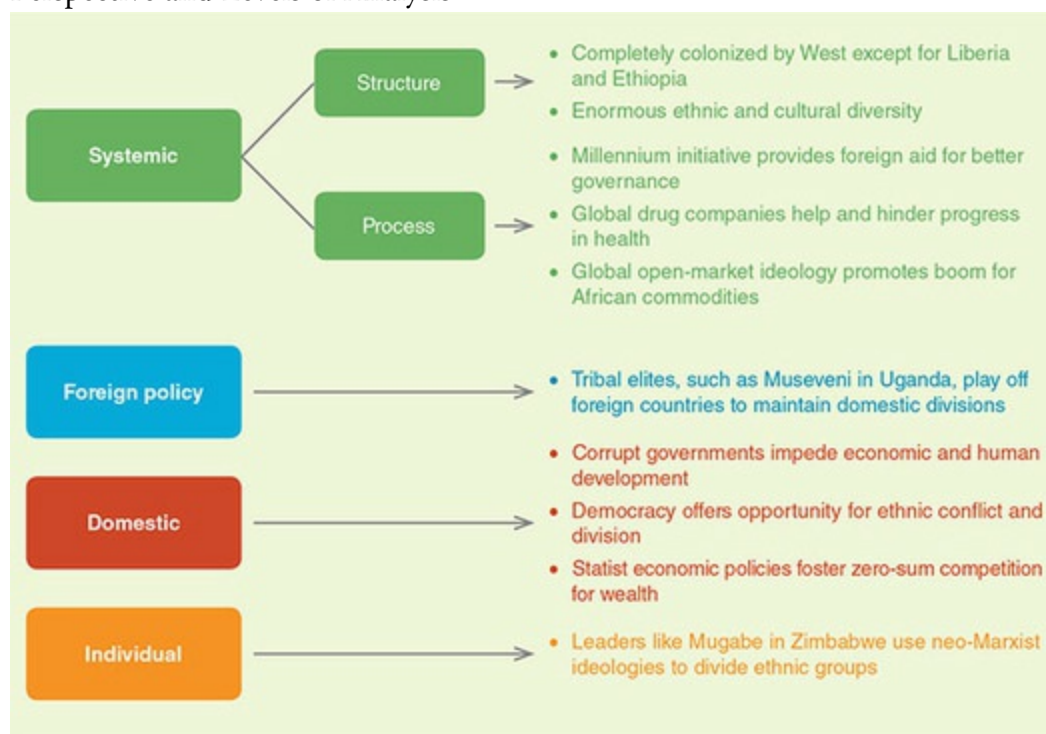 Perspective and Levels of Analysis
Systemic
Structure
• Completely colonized by West except for Liberia
and Ethiopia
• Enormous ethnic and cultural diversity
Process
• Millennium initiative provides foreign aid for better
governance
• Global drug companies help and hinder progress
in health
• Global open-market ideology promotes boom for
African commodities
Foreign policy
• Tribal elites, such as Museveni in Uganda, play off
foreign countries to maintain domestic divisions
Domestic
• Corrupt governments impede economic and human
development
• Democracy offers opportunity for ethnic conflict and
division
• Statist economic policies foster zero-sum competition
for wealth
Individual
• Leaders like Mugabe in Zimbabwe use neo-Marxist
ideologies to divide ethnic groups